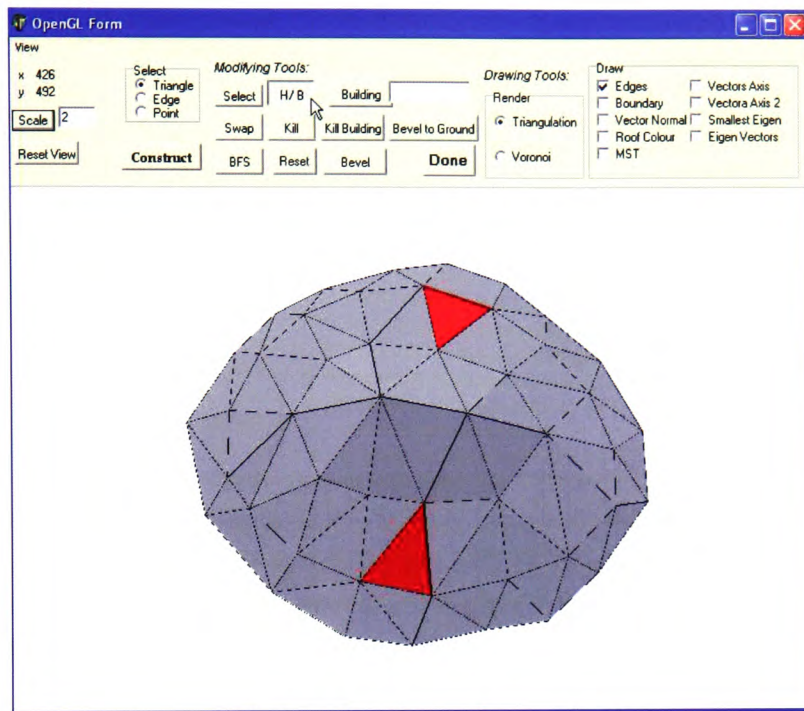 OpenGL Form
View
x 426
y 492
Scale 2
Reset View
Select
Triangle
Edge
Point
Construct
Modifying Tools:
Select H/B Building
Swap Kill Kill Building Bevel to Ground
BFS Reset Bevel Done
Drawing Tools:
Render
Triangulation
Voronoi
Draw
Edges Vectors Axis
Boundary Vectora Axis 2
Vector Normal Smallest Eigen
Roof Colour Eigen Vectors
MST